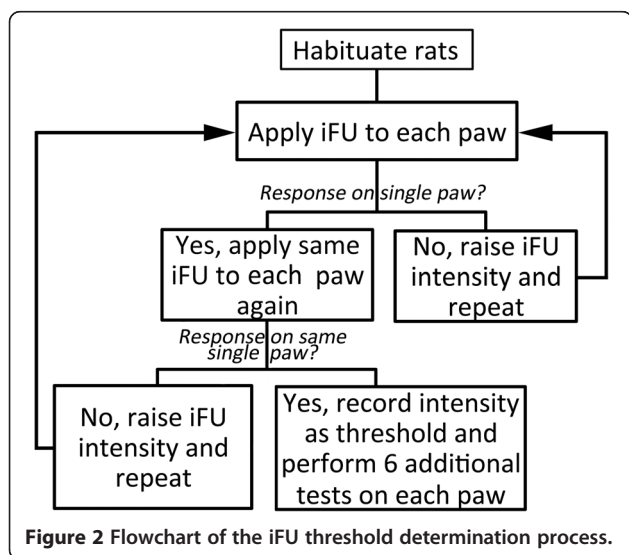 Habituate rats
Apply iFU to each paw
Response on single paw?
Yes, apply same
iFU to each paw
again
No, raise iFU
intensity and
repeat
Response on same
single paw?
No, raise iFU
intensity and
repeat
Yes, record intensity
as threshold and
perform 6 additional
tests on each paw
Figure 2 Flowchart of the iFU threshold determination process.